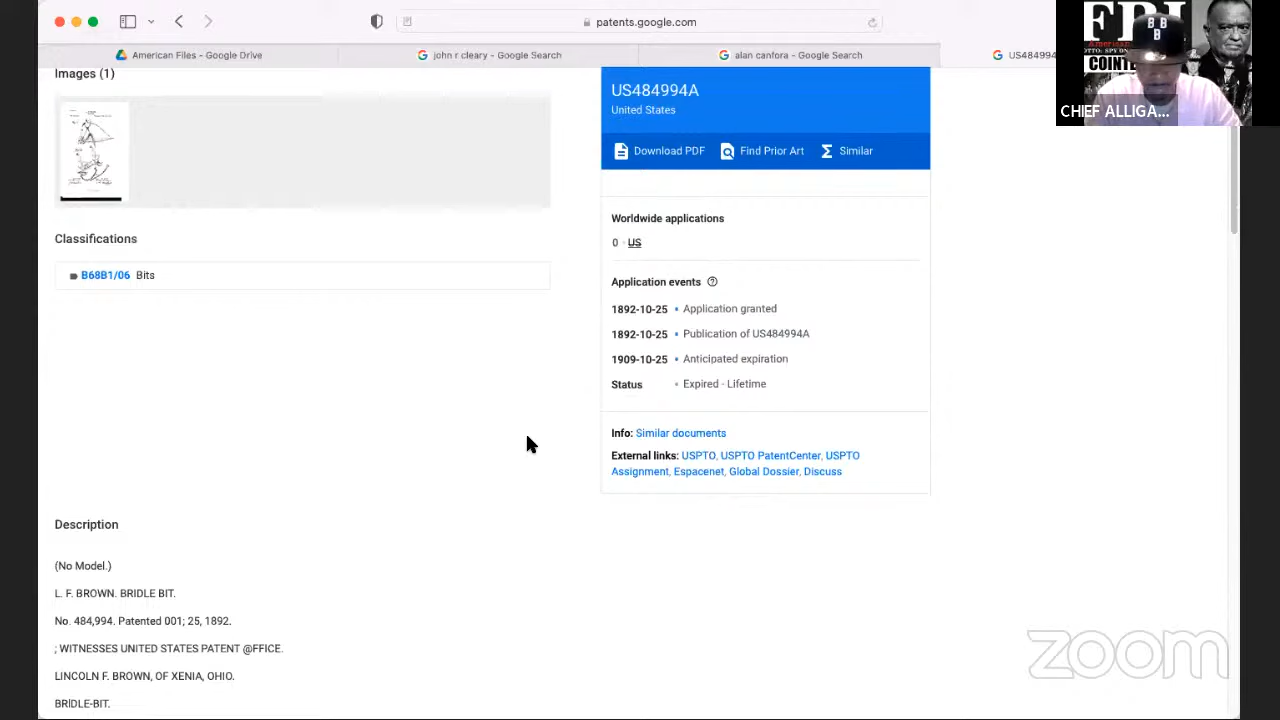 patents.google.com
American Files - Google Drive
john r cleary - Google Search
alan canfora - Google Search
US484994
FBI
COINTE
BB
B
CHIEF ALLIGA...
Images (1)
Classifications
B68B1/06 Bits
US484994A
United States
Download PDF
Find Prior Art
Similar
Worldwide applications
0 · US
Application events
1892-10-25 • Application granted
1892-10-25 • Publication of US484994A
1909-10-25 • Anticipated expiration
Status • Expired - Lifetime
Info: Similar documents
External links: USPTO, USPTO PatentCenter, USPTO
Assignment, Espacenet, Global Dossier, Discuss
Description
(No Model.)
L. F. BROWN. BRIDLE BIT.
No. 484,994. Patented 001; 25, 1892.
; WITNESSES UNITED STATES PATENT @FFICE.
LINCOLN F. BROWN, OF XENIA, OHIO.
BRlDLE-BIT.
zoom